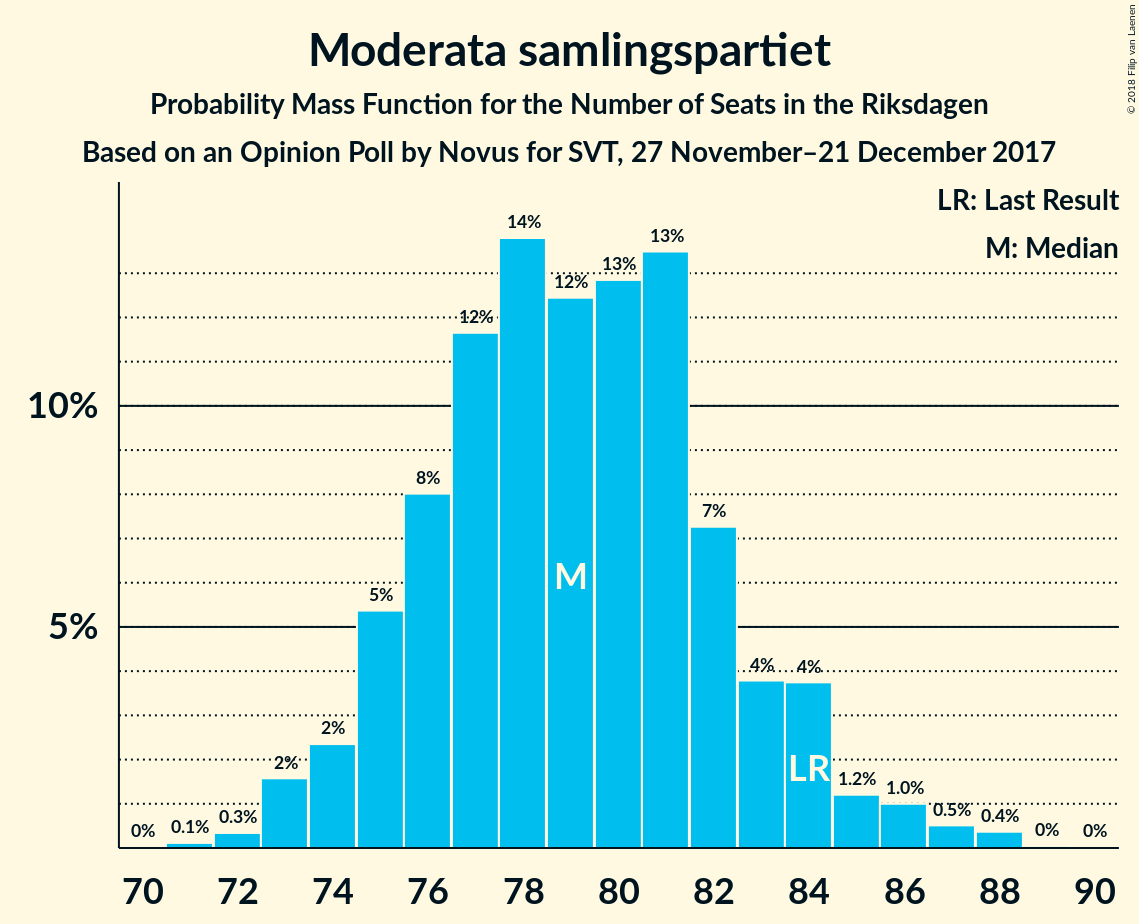 Moderata samlingspartiet
Probability Mass Function for the Number of Seats in the Riksdagen
Based on an Opinion Poll by Novus for SVT, 27 November–21 December 2017
© 2018 Filip van Laenen
LR: Last Result
M: Median
10%
5%
0%
0.1%
0.3%
2%
2%
5%
8%
12%
14%
12%
13%
13%
7%
4%
4%
1.2%
1.0%
0.5%
0.4%
0%
0%
M
LR
70 72 74 76 78 80 82 84 86 88 90